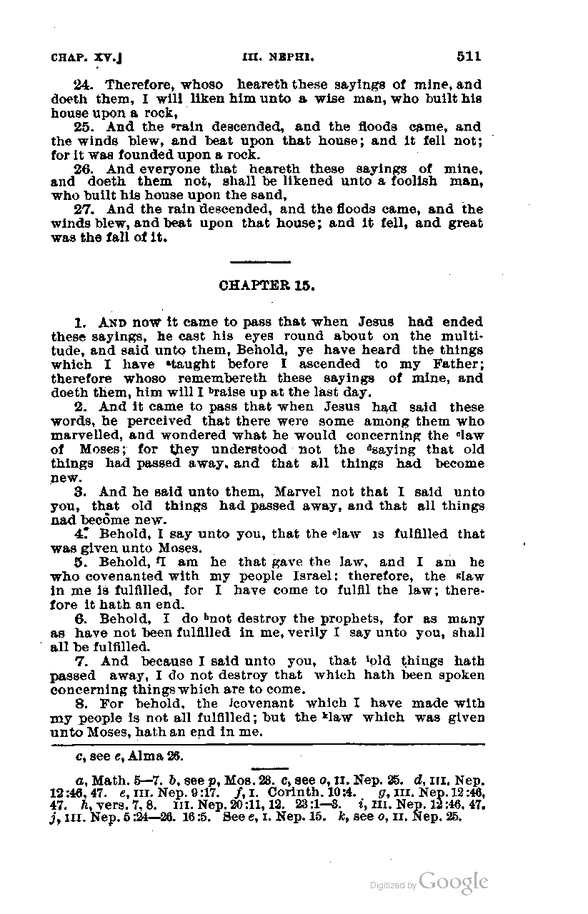 CHAP. XV.] III. NEPHI. 511
24. Therefore, whoso heareth these sayings of mine, and
doeth them, I will liken him unto a wise man, who built his
house upon a rock,
25. And the ᵉrain descended, and the floods came, and
the winds blew, and beat upon that house; and it fell not;
for it was founded upon a rock.
26. And everyone that heareth these sayings of mine,
and doeth them not, shall be likened unto a foolish man,
who built his house upon the sand,
27. And the rain descended, and the floods came, and the
winds blew, and beat upon that house; and it fell, and great
was the fall of it.
CHAPTER 15.
1. AND now it came to pass that when Jesus had ended
these sayings, he cast his eyes round about on the multi-
tude, and said unto them, Behold, ye have heard the things
which I have ᵃtaught before I ascended to my Father;
therefore whoso remembereth these sayings of mine, and
doeth them, him will I ᵇraise up at the last day.
2. And it came to pass that when Jesus had said these
words, he perceived that there were some among them who
marvelled, and wondered what he would concerning the ᶜlaw
of Moses; for they understood not the ᵈsaying that old
things had passed away, and that all things had become
new.
3. And he said unto them, Marvel not that I said unto
you, that old things had passed away, and that all things
had become new.
4. Behold, I say unto you, that the ᵉlaw is fulfilled that
was given unto Moses.
5. Behold, ᶠI am he that gave the law, and I am he
who covenanted with my people Israel; therefore, the ᵍlaw
in me is fulfilled, for I have come to fulfil the law; there-
fore it hath an end.
6. Behold, I do ʰnot destroy the prophets, for as many
as have not been fulfilled in me, verily I say unto you, shall
all be fulfilled.
7. And because I said unto you, that ⁱold things hath
passed away, I do not destroy that which hath been spoken
concerning things which are to come.
8. For behold, the ʲcovenant which I have made with
my people is not all fulfilled; but the ᵏlaw which was given
unto Moses, hath an end in me.
c, see e, Alma 26.
a, Math. 5—7. b, see p, Mos. 28. c, see o, II. Nep. 25. d, III. Nep.
12:46, 47. e, III. Nep. 9:17. f, I. Corinth. 10:4. g, III. Nep. 12:46,
47. h, vers. 7, 8. III. Nep. 20:11, 12. 23:1—3. i, III. Nep. 12:46, 47.
j, III. Nep. 5:24—26. 16:5. See e, I. Nep. 15. k, see o, II. Nep. 25.
Digitized by Google